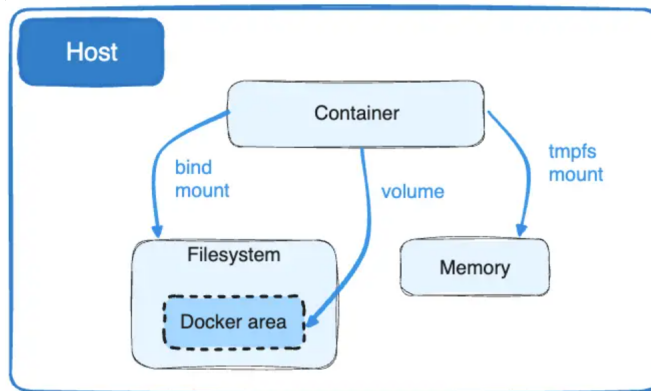 Host
Container
bind
mount
volume
tmpfs
mount
Filesystem
Docker area
Memory